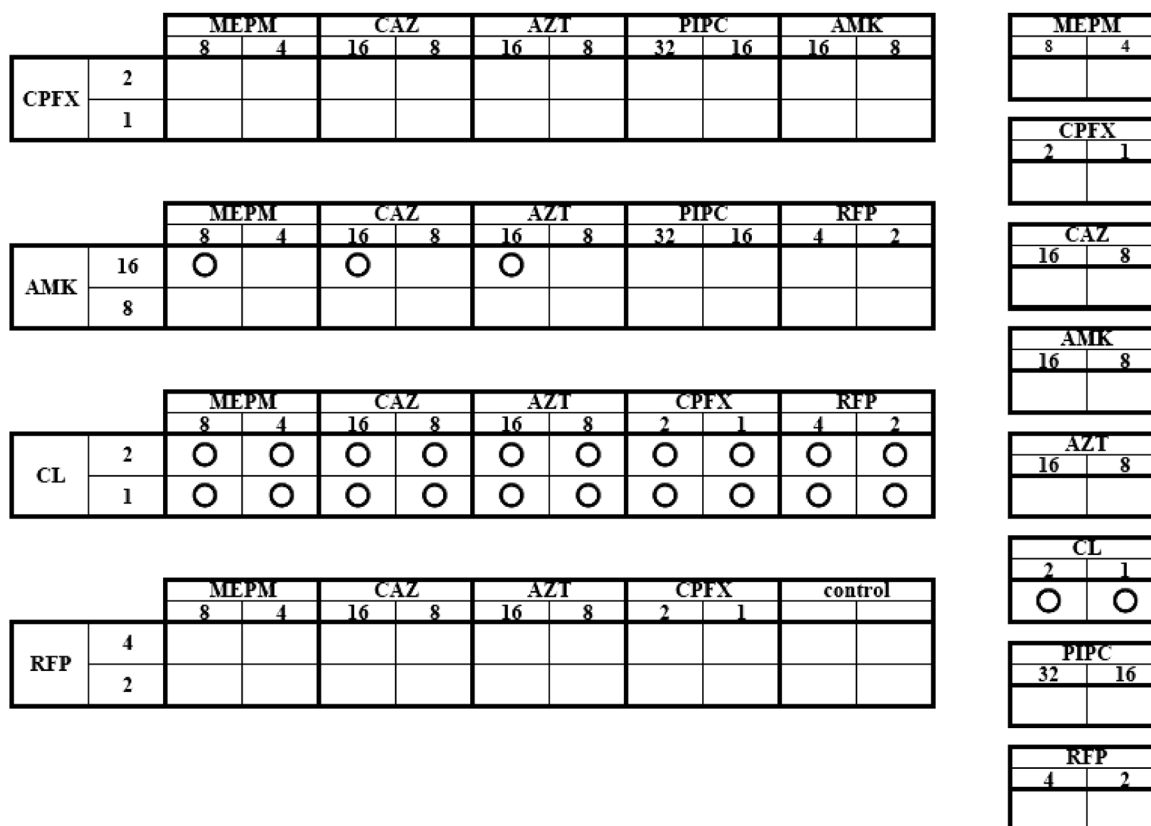 MEPM CAZ AZT PIPC AMK
8 4 16 8 16 8 32 16 16 8
CPFX 2
1
MEPM CAZ AZT PIPC RFP
8 4 16 8 16 8 32 16 4 2
AMK 16
8
MEPM CAZ AZT CPFX RFP
8 4 16 8 16 8 2 1 4 2
CL 2
1
MEPM CAZ AZT CPFX control
8 4 16 8 16 8 2 1
RFP 4
2
MEPM
8 4
CPFX
2 1
CAZ
16 8
AMK
16 8
AZT
16 8
CL
2 1
PIPC
32 16
RFP
4 2